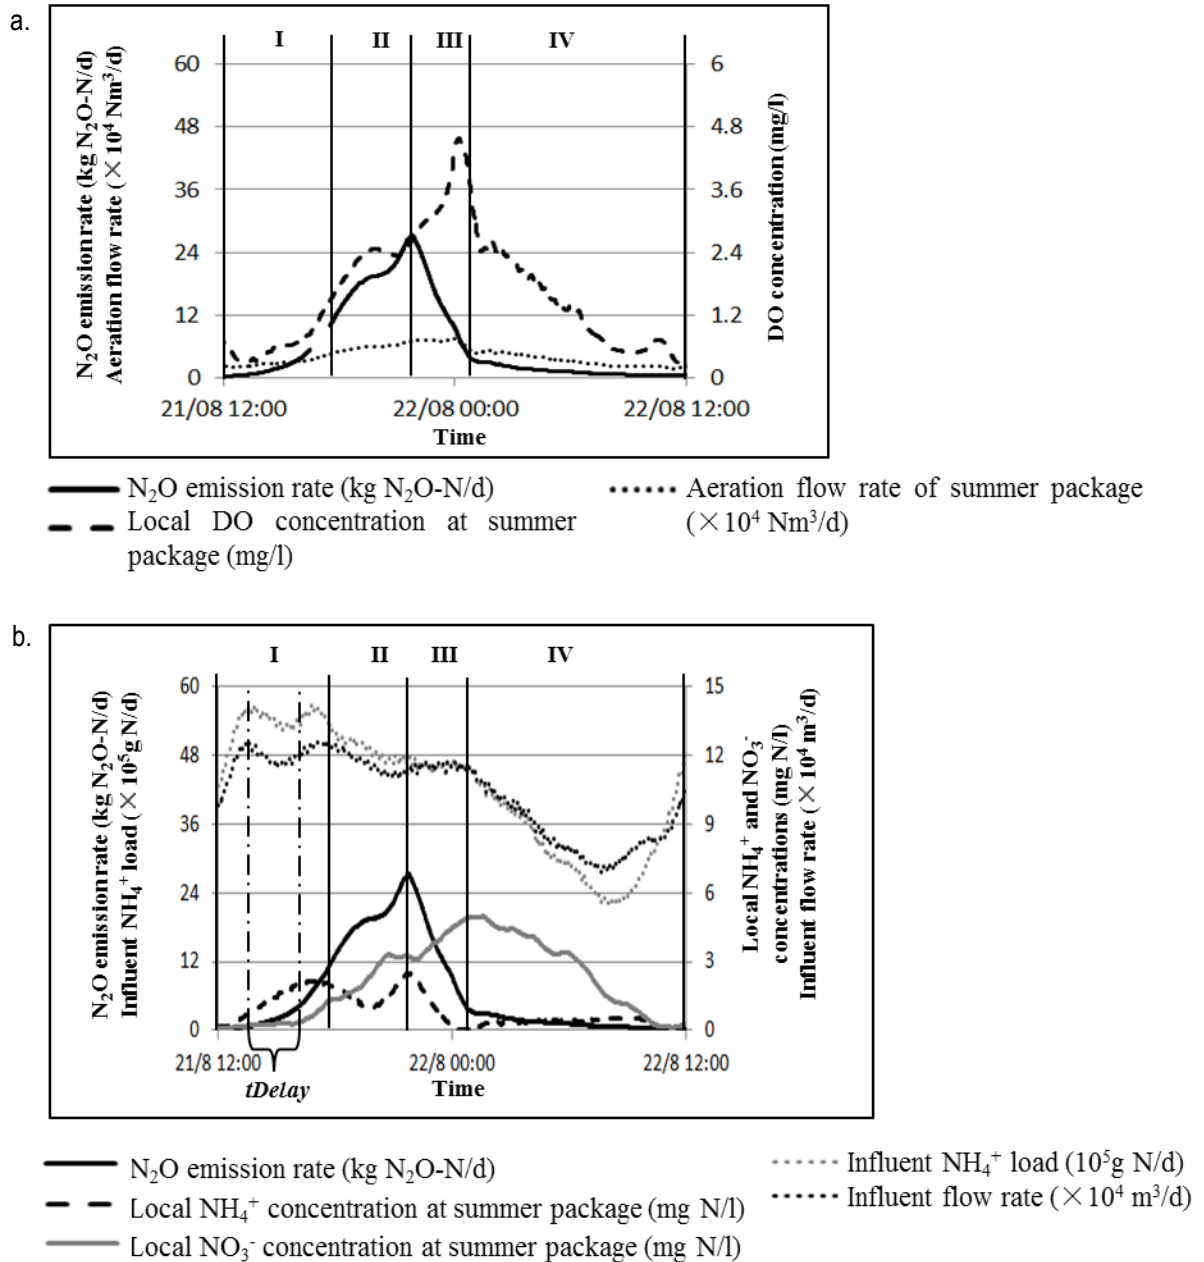 a.
I II III IV
N₂O emission rate (kg N₂O-N/d)
Aeration flow rate (×10⁴ Nm³/d)
60
48
36
24
12
0
6
4.8
3.6
2.4
1.2
0
DO concentration (mg/l)
21/08 12:00 22/08 00:00 22/08 12:00
Time
N₂O emission rate (kg N₂O-N/d)
Local DO concentration at summer
package (mg/l)
Aeration flow rate of summer package
(×10⁴ Nm³/d)
b.
I II III IV
N₂O emission rate (kg N₂O-N/d)
Influent NH₄⁺ load (×10⁵g N/d)
60
48
36
24
12
0
15
12
9
6
3
0
Local NH₄⁺ and NO₃⁻
concentrations (mg N/l)
Influent flow rate (×10⁴ m³/d)
21/8 12:00 22/8 00:00 22/8 12:00
tDelay
Time
N₂O emission rate (kg N₂O-N/d)
Local NH₄⁺ concentration at summer package (mg N/l)
Local NO₃⁻ concentration at summer package (mg N/l)
Influent NH₄⁺ load (10⁵g N/d)
Influent flow rate (×10⁴ m³/d)